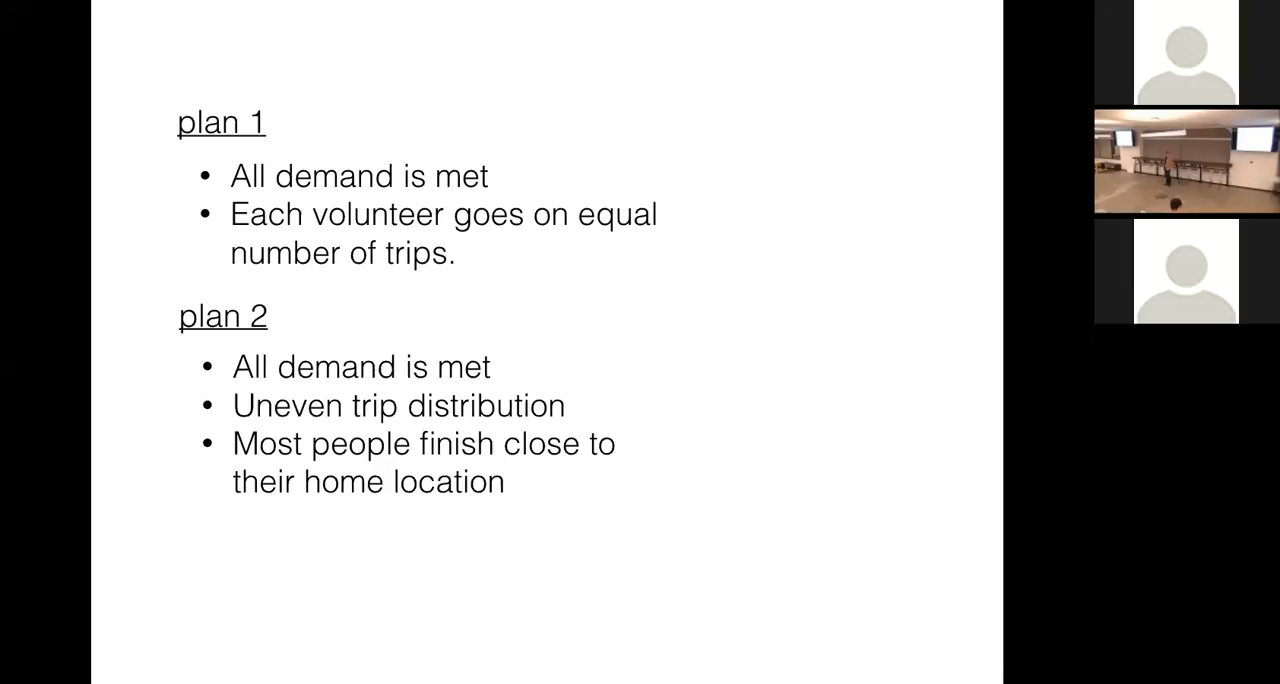 plan 1
• All demand is met
• Each volunteer goes on equal
number of trips.
plan 2
• All demand is met
• Uneven trip distribution
• Most people finish close to
their home location